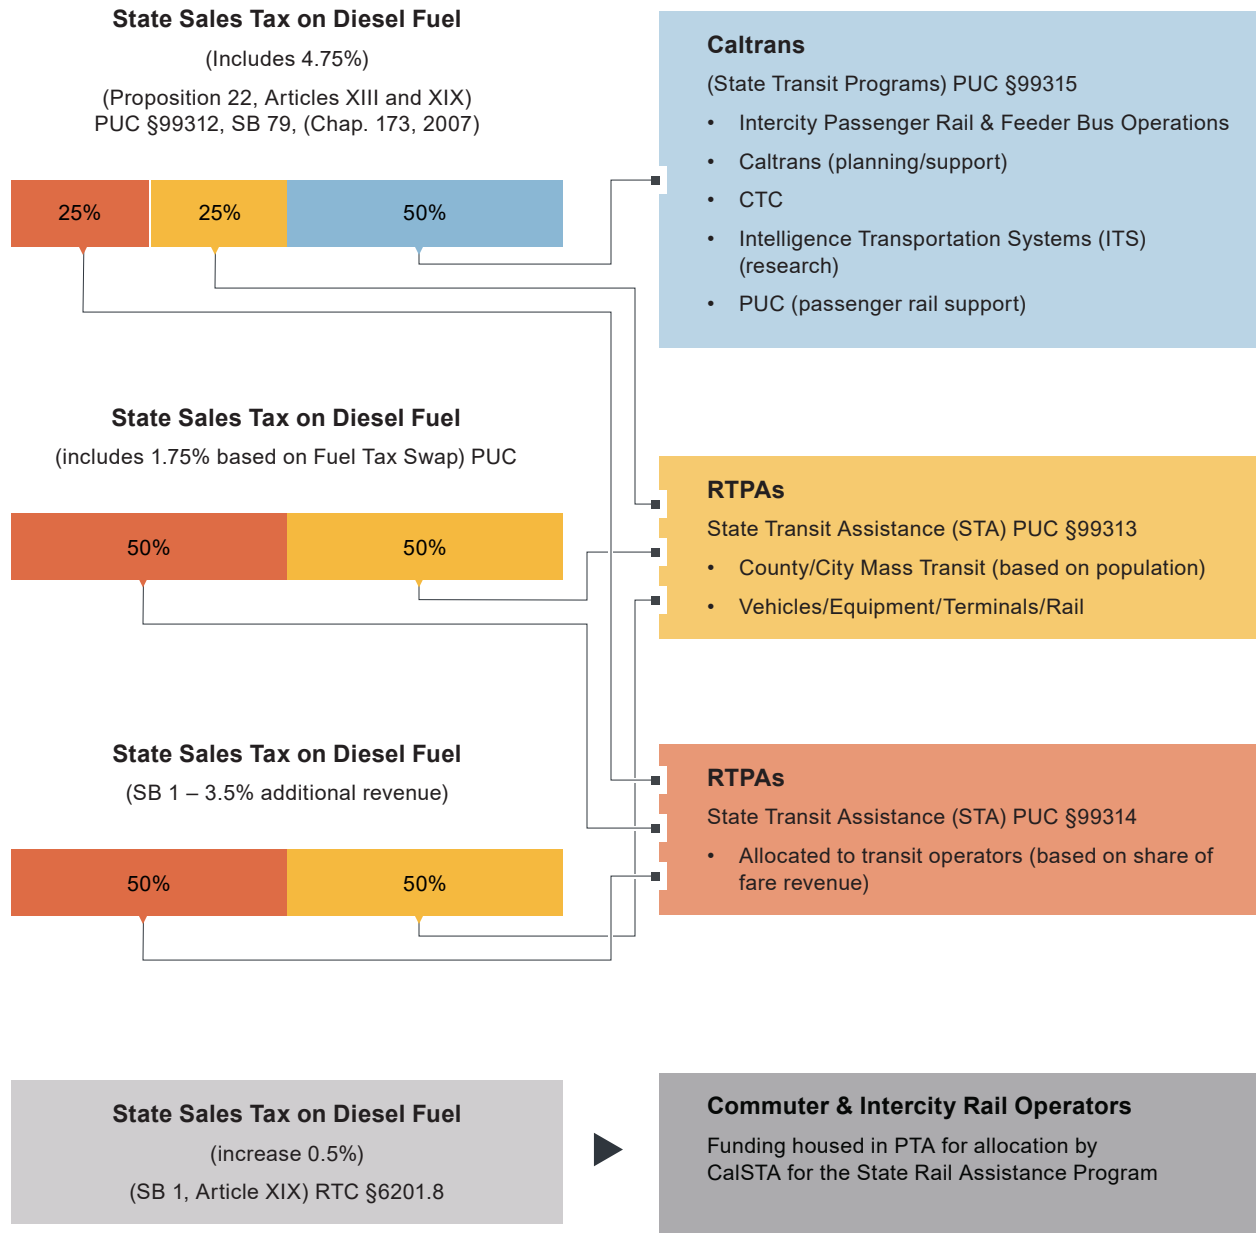 State Sales Tax on Diesel Fuel
(Includes 4.75%)
(Proposition 22, Articles XIII and XIX)
PUC §99312, SB 79, (Chap. 173, 2007)
25%
25%
50%
Caltrans
(State Transit Programs) PUC §99315
• Intercity Passenger Rail & Feeder Bus Operations
• Caltrans (planning/support)
• CTC
• Intelligence Transportation Systems (ITS)
(research)
• PUC (passenger rail support)
State Sales Tax on Diesel Fuel
(includes 1.75% based on Fuel Tax Swap) PUC
50%
50%
RTPAs
State Transit Assistance (STA) PUC §99313
• County/City Mass Transit (based on population)
• Vehicles/Equipment/Terminals/Rail
State Sales Tax on Diesel Fuel
(SB 1 – 3.5% additional revenue)
50%
50%
RTPAs
State Transit Assistance (STA) PUC §99314
• Allocated to transit operators (based on share of
fare revenue)
State Sales Tax on Diesel Fuel
(increase 0.5%)
(SB 1, Article XIX) RTC §6201.8
Commuter & Intercity Rail Operators
Funding housed in PTA for allocation by
CalSTA for the State Rail Assistance Program